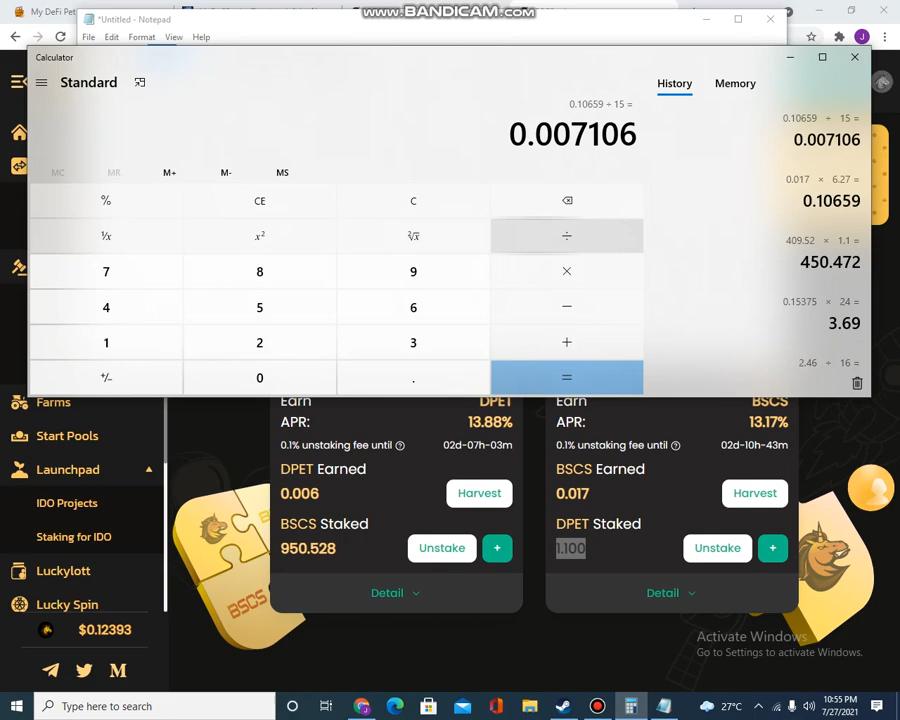 My DeFi Pet
www.BANDICAM.com
*Untitled - Notepad
File Edit Format View Help
Calculator
Standard
History Memory
0.10659 ÷ 15 =
0.007106
MC MR M+ M- MS
% CE C
⅟x x² ²√x ÷
7 8 9 ×
4 5 6 −
1 2 3 +
+/− 0 . =
0.10659 ÷ 15 =
0.007106
0.017 × 6.27 =
0.10659
409.52 × 1.1 =
450.472
0.15375 × 24 =
3.69
2.46 ÷ 16 =
Farms
Start Pools
Launchpad
IDO Projects
Staking for IDO
Luckylott
Lucky Spin
$0.12393
Earn DPET
APR: 13.88%
0.1% unstaking fee until 02d-07h-03m
DPET Earned
0.006 Harvest
BSCS Staked
950.528 Unstake +
Detail
Earn BSCS
APR: 13.17%
0.1% unstaking fee until 02d-10h-43m
BSCS Earned
0.017 Harvest
DPET Staked
1.100 Unstake +
Detail
BSCS
Activate Windows
Go to Settings to activate Windows.
Type here to search
27°C
10:55 PM
7/27/2021